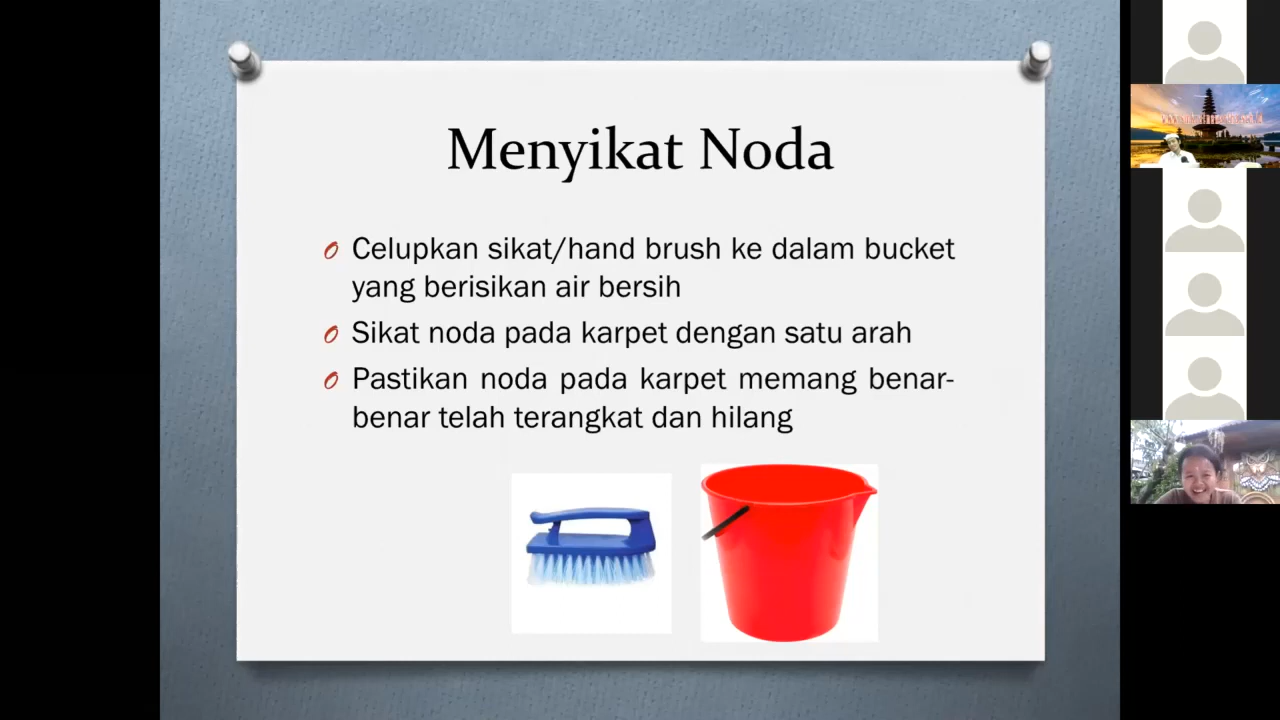 Menyikat Noda
Celupkan sikat/hand brush ke dalam bucket
yang berisikan air bersih
Sikat noda pada karpet dengan satu arah
Pastikan noda pada karpet memang benar-
benar telah terangkat dan hilang